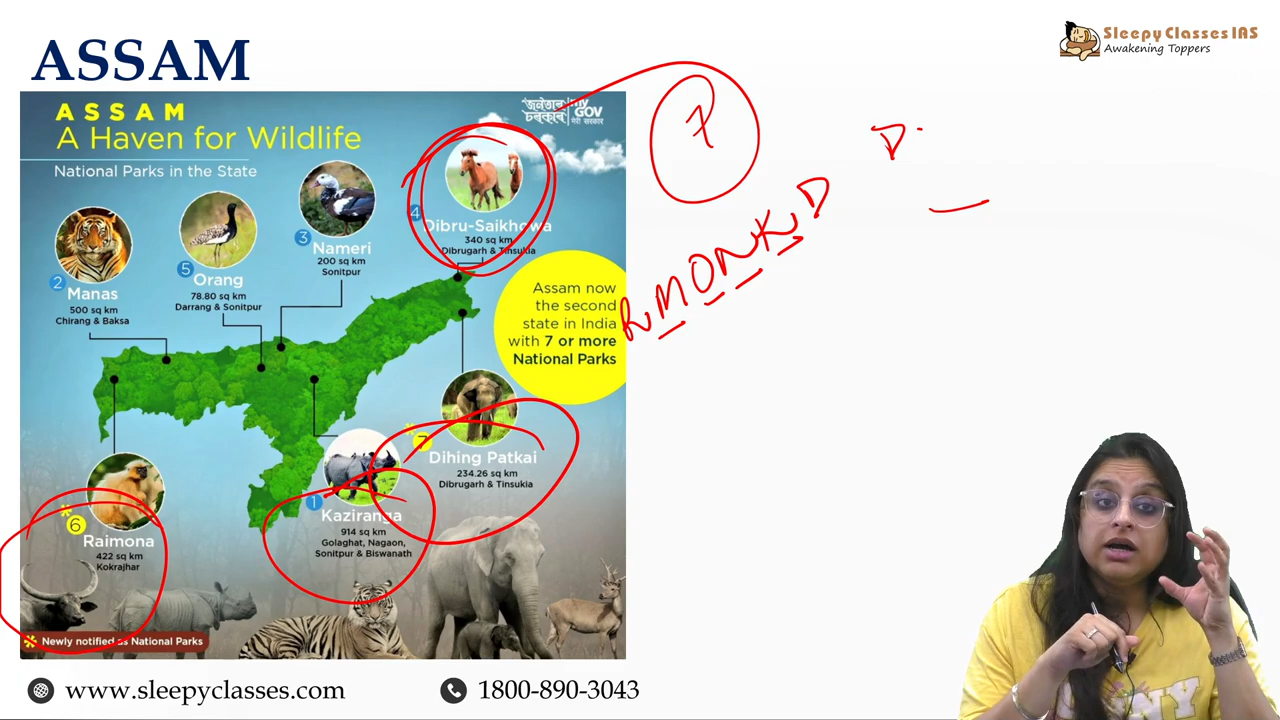 ASSAM
Sleepy Classes IAS
Awakening Toppers
ASSAM
A Haven for Wildlife
National Parks in the State
my
GOV
मेरी सरकार
4
Dibru-Saikhowa
340 sq km
Dibrugarh & Tinsukia
3
Nameri
200 sq km
Sonitpur
5
Orang
78.80 sq km
Darrang & Sonitpur
2
Manas
500 sq km
Chirang & Baksa
Assam now
the second
state in India
with 7 or more
National Parks
7
Dihing Patkai
234.26 sq km
Dibrugarh & Tinsukia
1
Kaziranga
914 sq km
Golaghat, Nagaon,
Sonitpur & Biswanath
6
Raimona
422 sq km
Kokrajhar
* Newly notified as National Parks
7
RMONKD
D
www.sleepyclasses.com
1800-890-3043